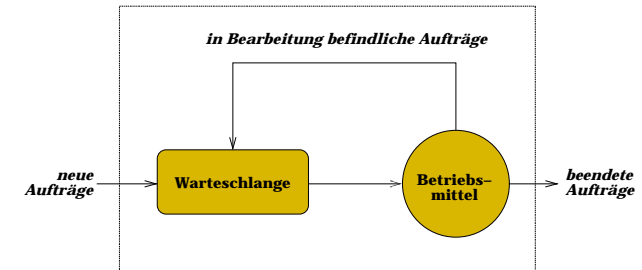 in Bearbeitung befindliche Aufträge
neue
Aufträge
Warteschlange
Betriebs–
mittel
beendete
Aufträge